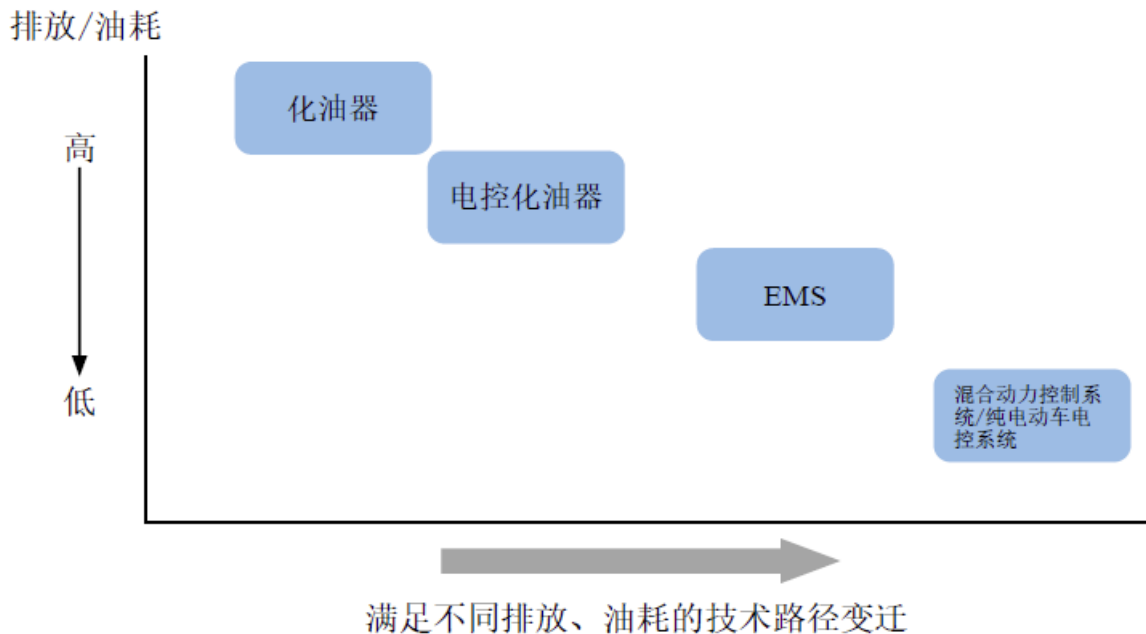 排放/油耗
化油器
高
电控化油器
EMS
低
混合动力控制系
统/纯电动车电
控系统
满足不同排放、油耗的技术路径变迁